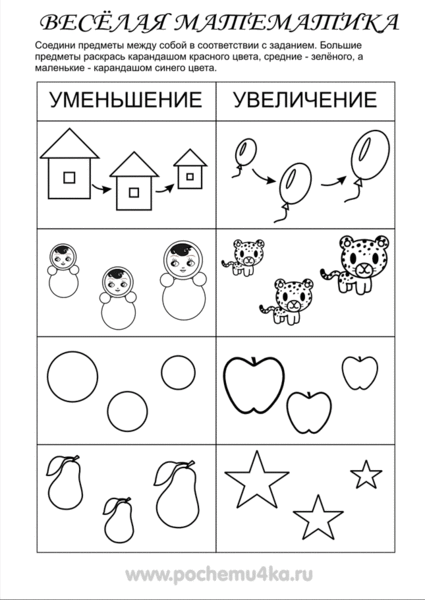 ВЕСЁЛАЯ МАТЕМАТИКА
Соедини предметы между собой в соответствии с заданием. Большие
предметы раскрась карандашом красного цвета, средние - зелёного, а
маленькие - карандашом синего цвета.
УМЕНЬШЕНИЕ УВЕЛИЧЕНИЕ
www.pochemu4ka.ru